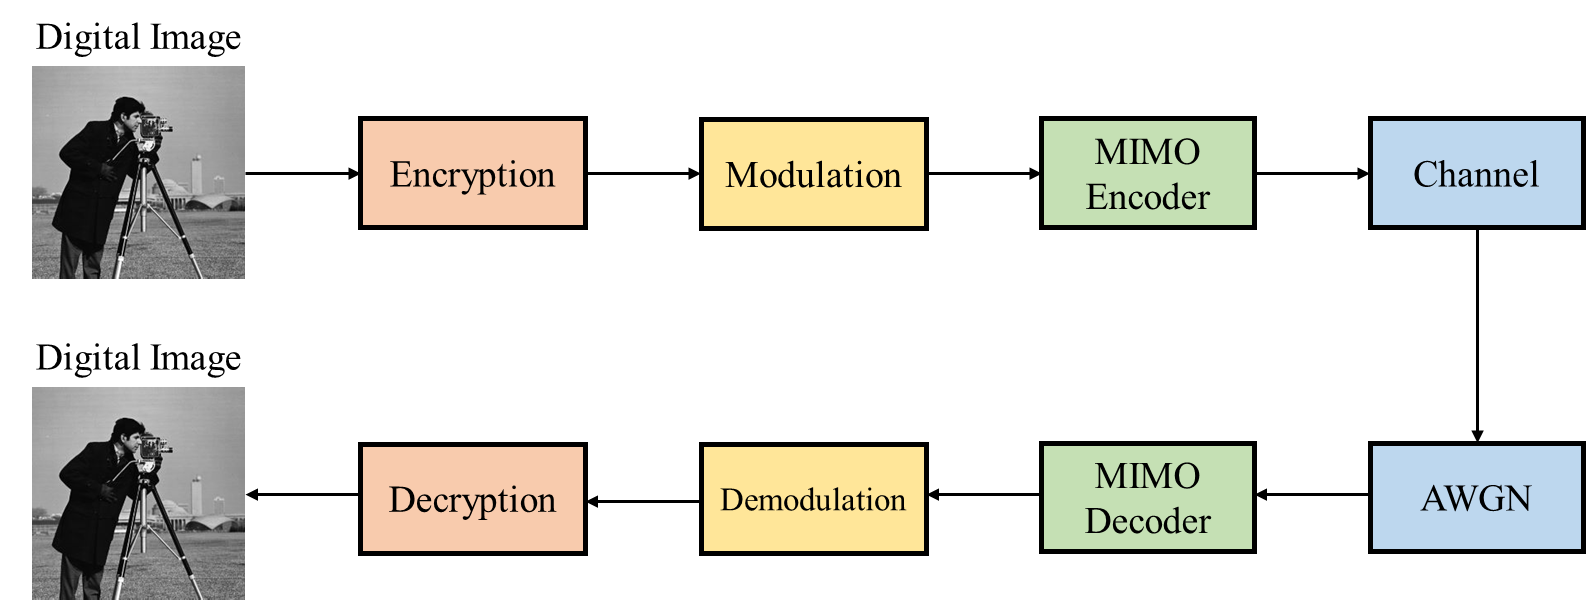 Digital Image
Encryption
Modulation
MIMO
Encoder
Channel
Digital Image
Decryption
Demodulation
MIMO
Decoder
AWGN